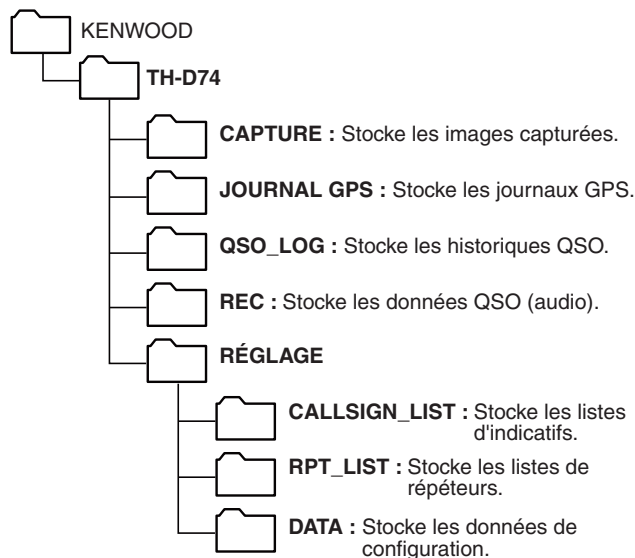 KENWOOD
TH-D74
CAPTURE : Stocke les images capturées.
JOURNAL GPS : Stocke les journaux GPS.
QSO_LOG : Stocke les historiques QSO.
REC : Stocke les données QSO (audio).
RÉGLAGE
CALLSIGN_LIST : Stocke les listes
d'indicatifs.
RPT_LIST : Stocke les listes de
répéteurs.
DATA : Stocke les données de
configuration.